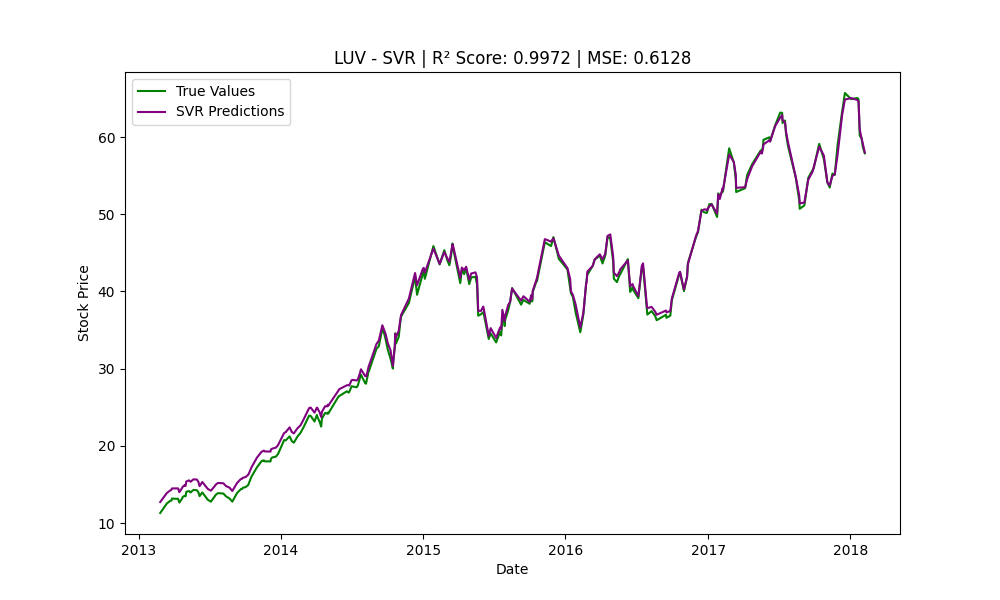 LUV - SVR | R² Score: 0.9972 | MSE: 0.6128
True Values
SVR Predictions
Stock Price
60
50
40
30
20
10
2013 2014 2015 2016 2017 2018
Date